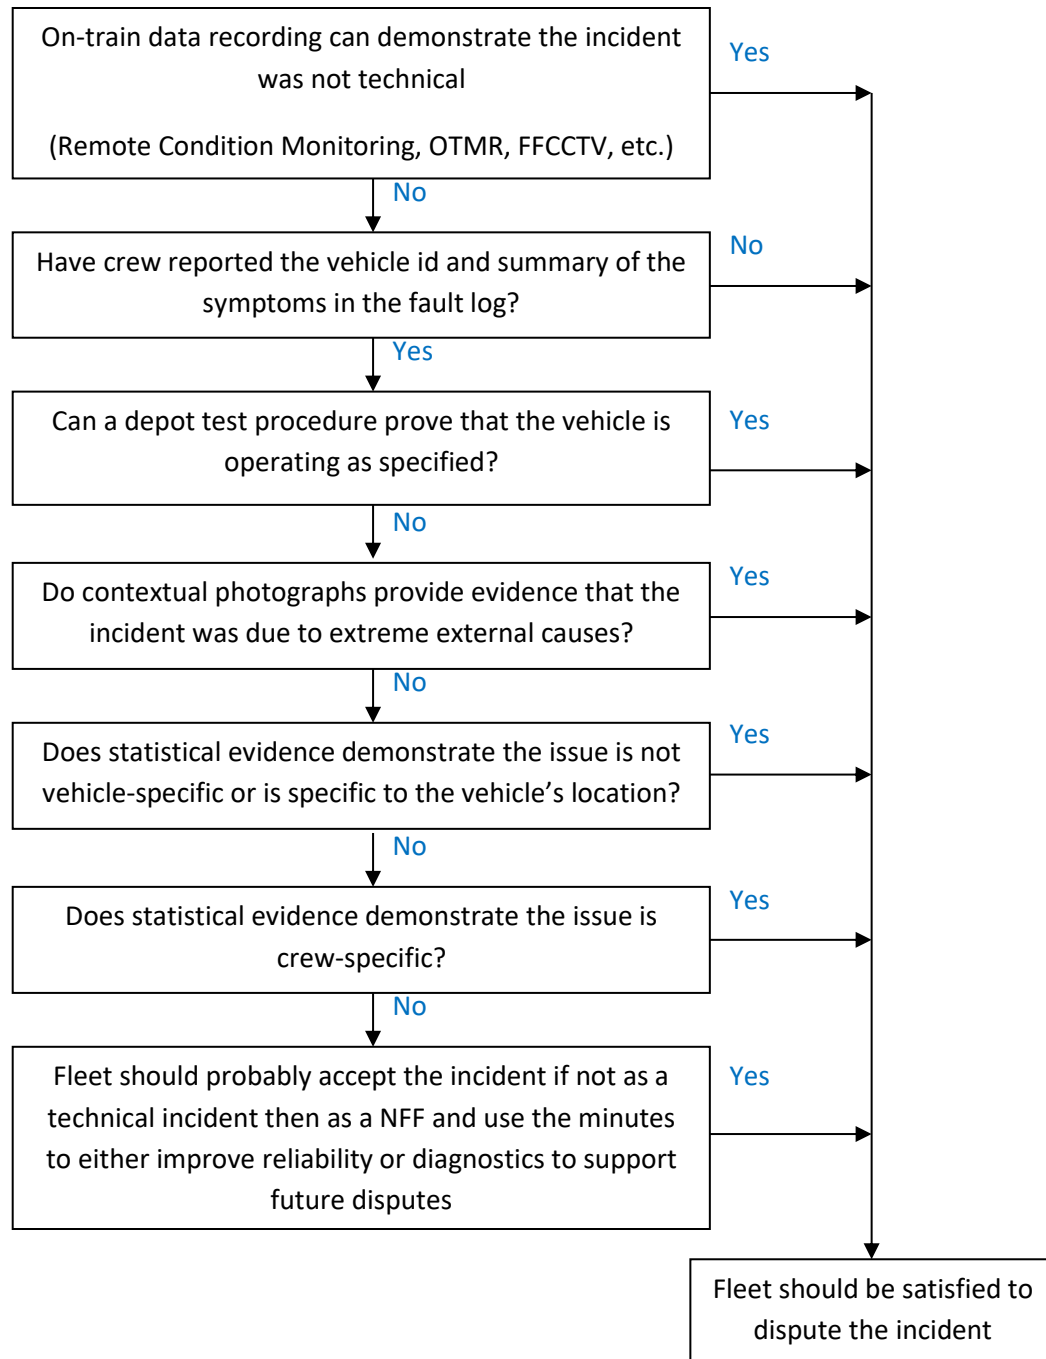 On-train data recording can demonstrate the incident
was not technical
(Remote Condition Monitoring, OTMR, FFCCTV, etc.)
Yes
No
Have crew reported the vehicle id and summary of the
symptoms in the fault log?
No
Yes
Can a depot test procedure prove that the vehicle is
operating as specified?
Yes
No
Do contextual photographs provide evidence that the
incident was due to extreme external causes?
Yes
No
Does statistical evidence demonstrate the issue is not
vehicle-specific or is specific to the vehicle’s location?
Yes
No
Does statistical evidence demonstrate the issue is
crew-specific?
Yes
No
Fleet should probably accept the incident if not as a
technical incident then as a NFF and use the minutes
to either improve reliability or diagnostics to support
future disputes
Yes
Fleet should be satisfied to
dispute the incident